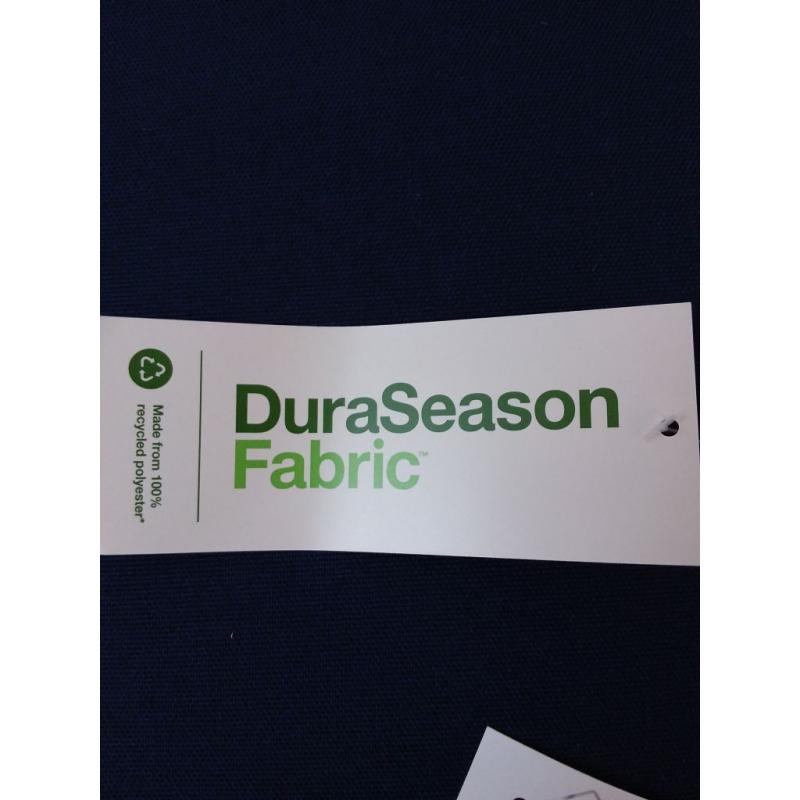 DuraSeason
Fabric™
Made from 100%
recycled polyester*